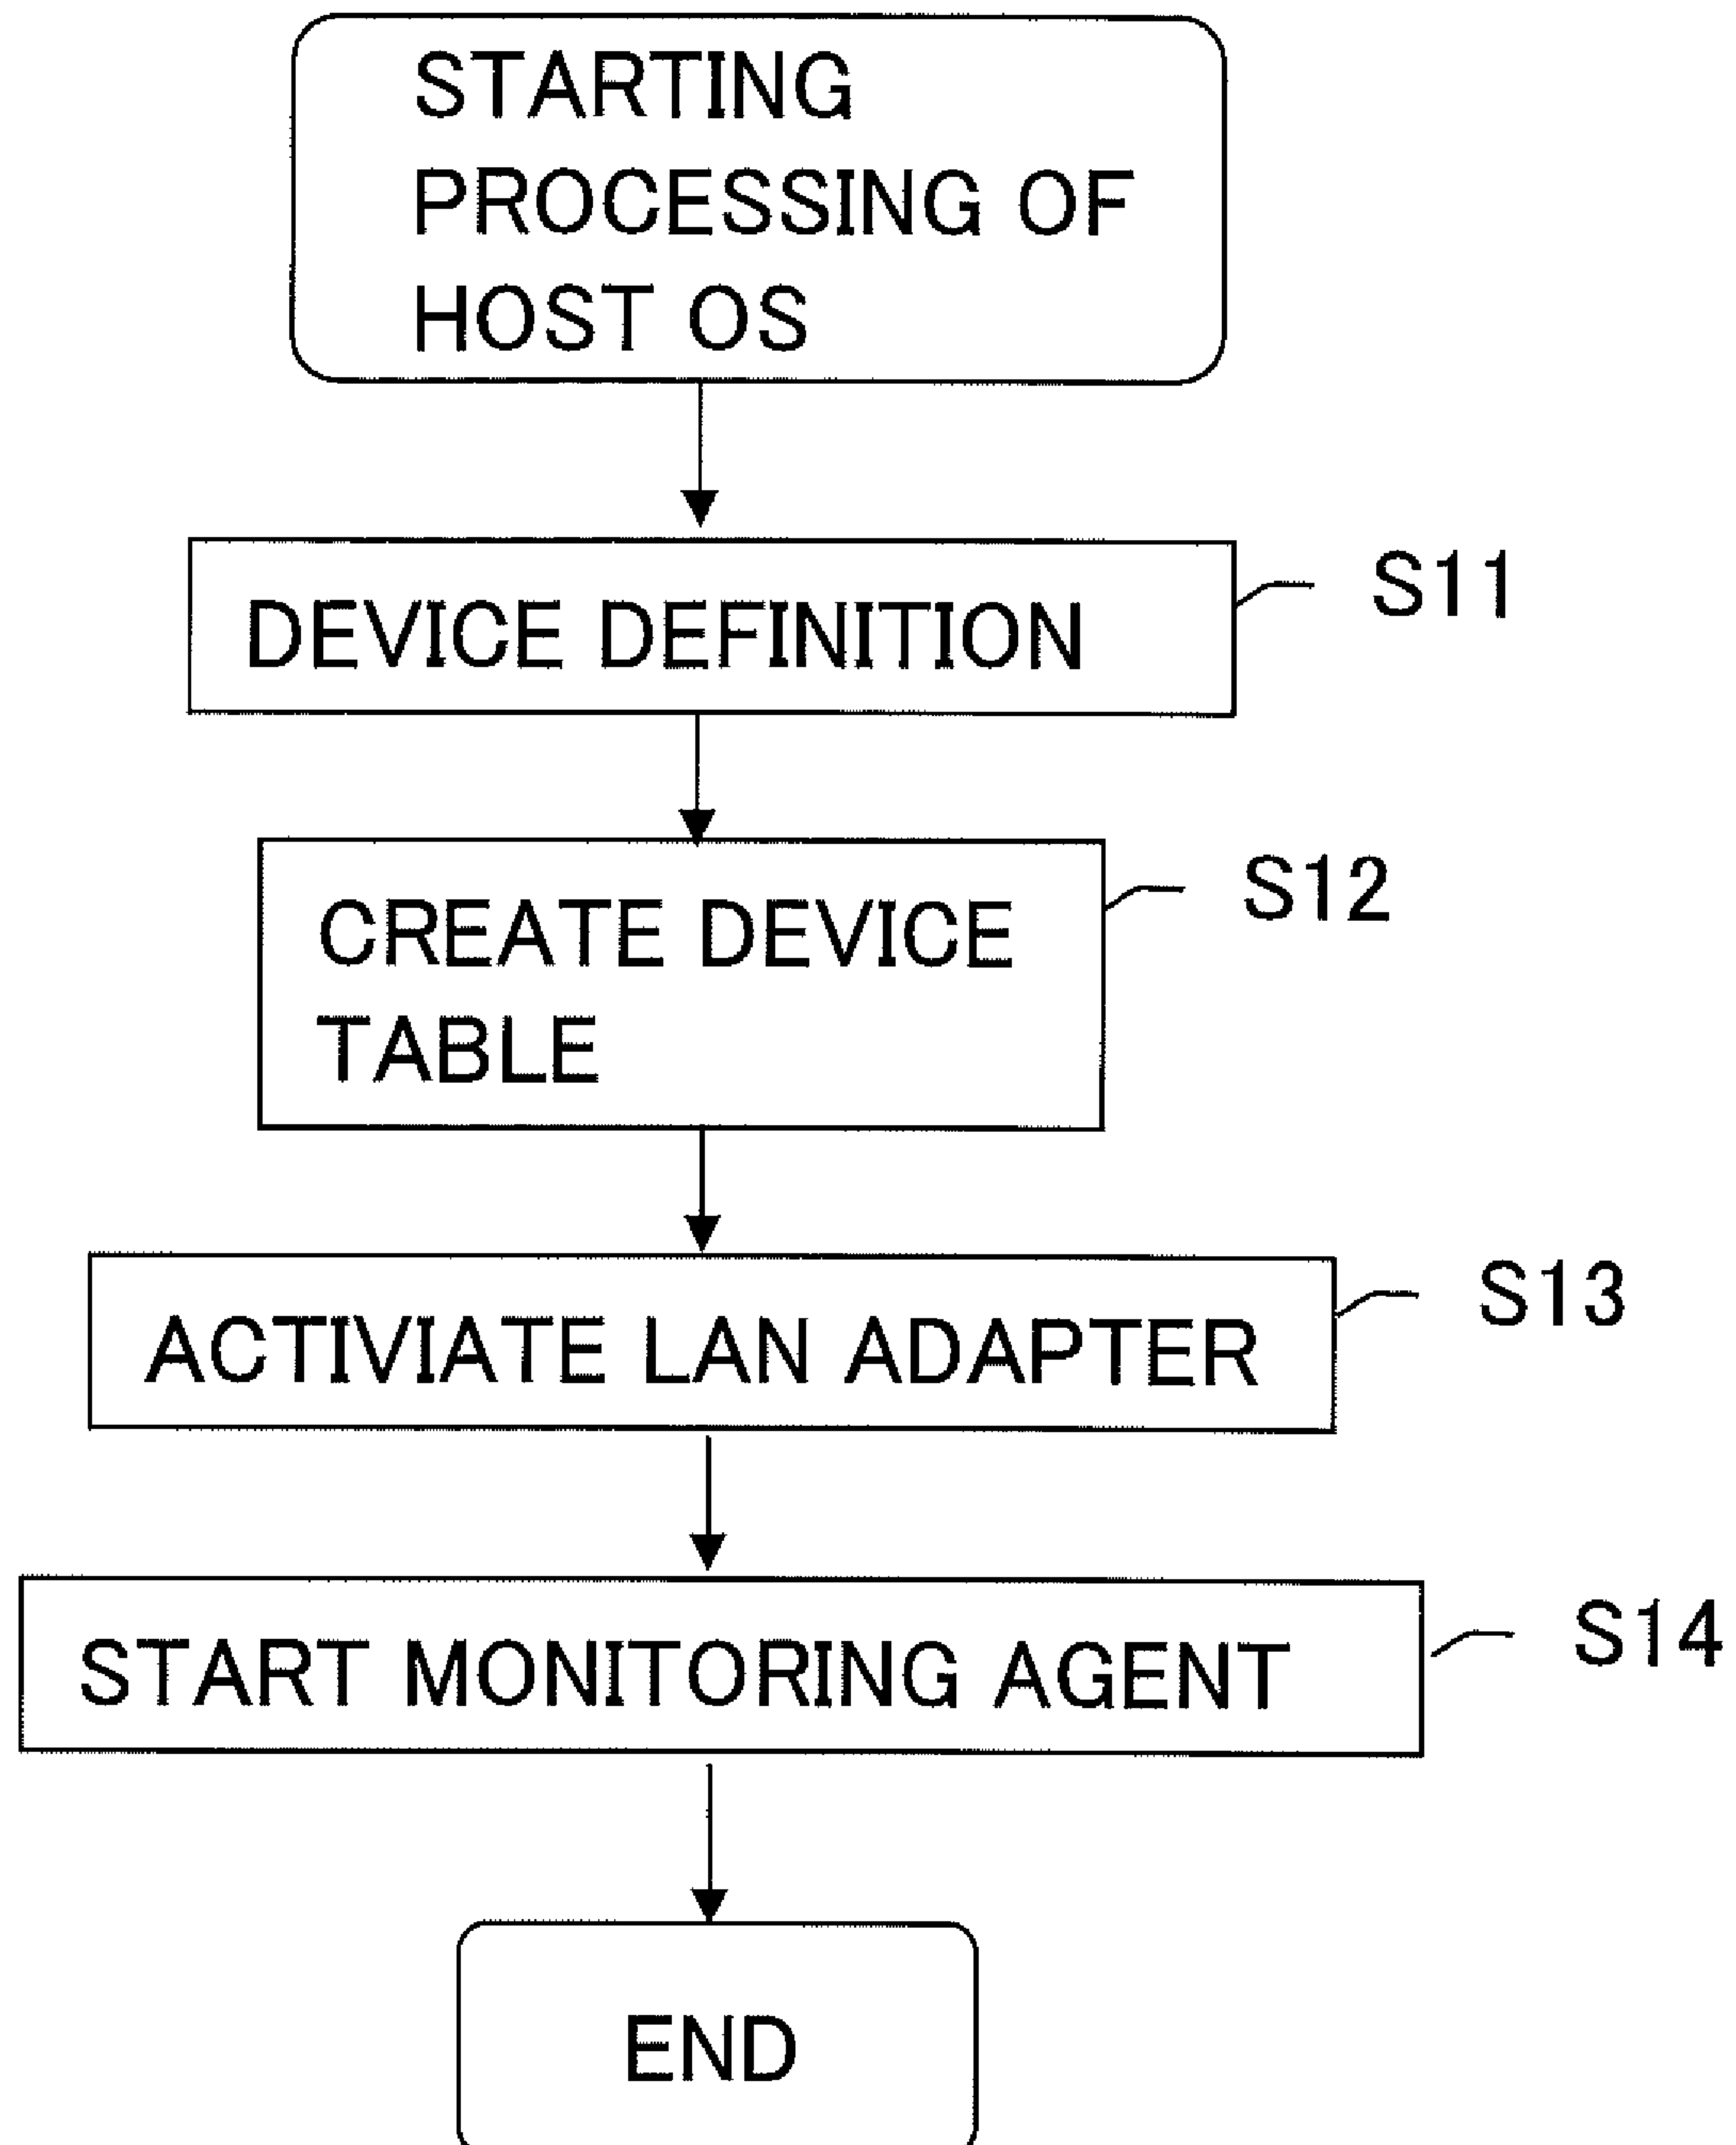 STARTING
PROCESSING OF
HOST OS
DEVICE DEFINITION
S11
CREATE DEVICE
TABLE
S12
ACTIVIATE LAN ADAPTER
S13
START MONITORING AGENT
S14
END